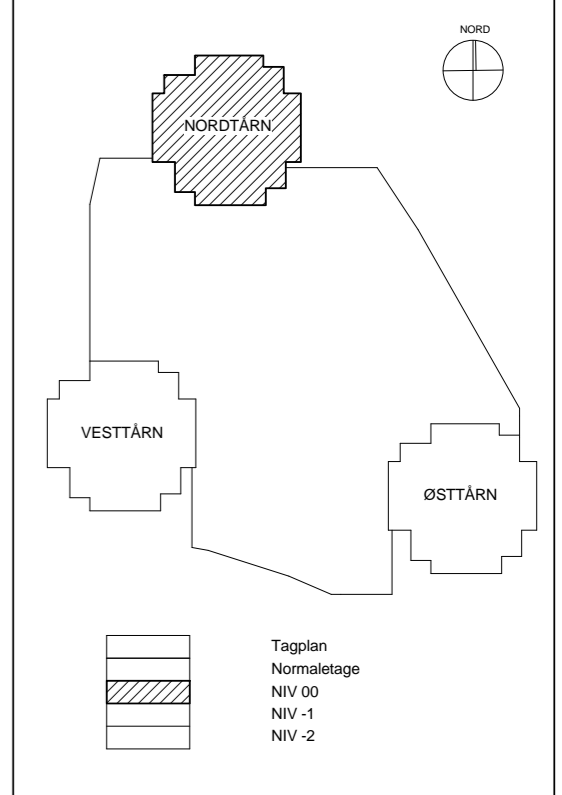 NORD
NORDTÅRN
VESTTÅRN
ØSTTÅRN
Tagplan
Normaletage
NIV 00
NIV -1
NIV -2